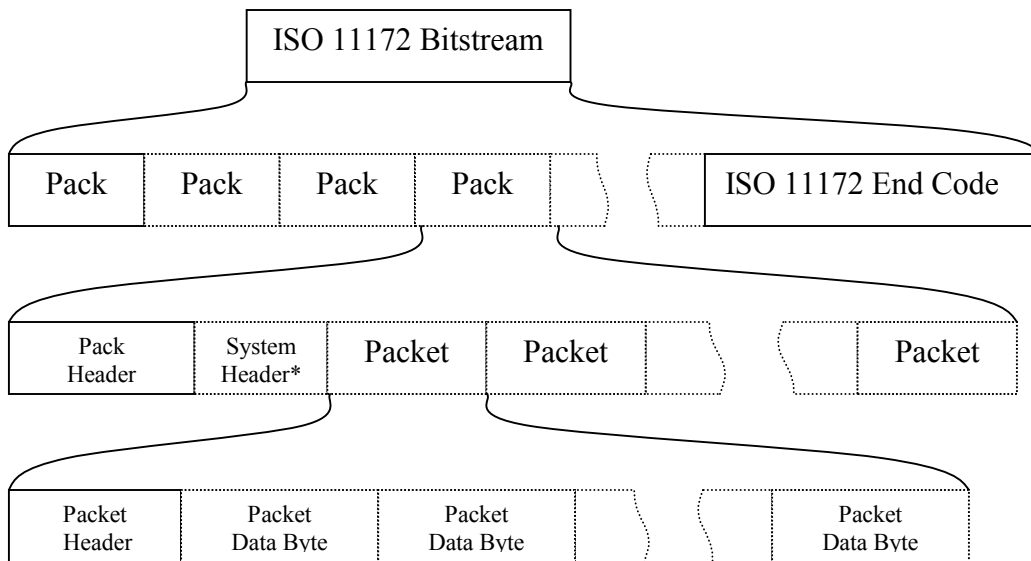 ISO 11172 Bitstream
Pack Pack Pack Pack ISO 11172 End Code
Pack
Header
System
Header*
Packet
Packet
Packet
Packet
Header
Packet
Data Byte
Packet
Data Byte
Packet
Data Byte